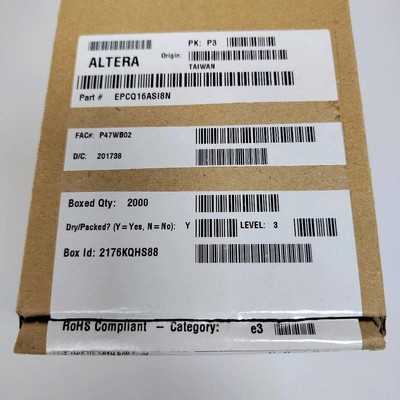 PK: P3
ALTERA Origin:
TAIWAN
Part # EPCQ16ASI8N
FAC#: P47WB02
D/C: 201738
Boxed Qty: 2000
Dry/Packed? (Y=Yes, N=No): Y LEVEL: 3
Box Id: 2176KQHS88
RoHS Compliant – Category: e3